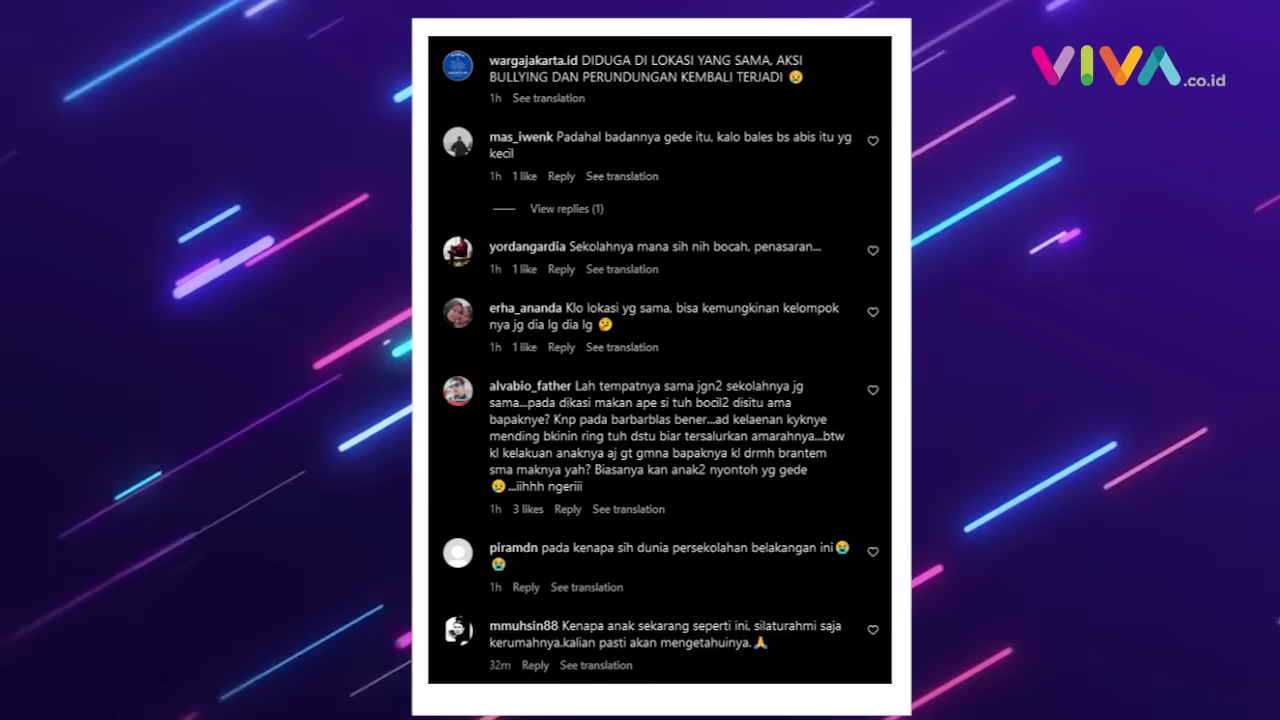 VIVA.co.id
wargajakarta.id DIDUGA DI LOKASI YANG SAMA, AKSI
BULLYING DAN PERUNDUNGAN KEMBALI TERJADI 😢
1h See translation
mas_iwenk Padahal badannya gede itu, kalo bales bs abis itu yg
kecil
1h 1 like Reply See translation
View replies (1)
yordangardia Sekolahnya mana sih nih bocah, penasaran...
1h 1 like Reply See translation
erha_ananda Klo lokasi yg sama, bisa kemungkinan kelompok
nya jg dia lg dia lg 🤔
1h 1 like Reply See translation
alvabio_father Lah tempatnya sama jgn2 sekolahnya jg
sama...pada dikasi makan ape si tuh bocil2 disitu ama
bapaknye? Knp pada barbarblas bener...ad kelaenan kyknye
mending bkinin ring tuh dstu biar tersalurkan amarahnya...btw
kl kelakuan anaknya aj gt gmna bapaknya kl drmh brantem
sma maknya yah? Biasanya kan anak2 nyontoh yg gede
😢...iihhh ngeriii
1h 3 likes Reply See translation
piramdn pada kenapa sih dunia persekolahan belakangan ini😭
😭
1h Reply See translation
mmuhsin88 Kenapa anak sekarang seperti ini, silaturahmi saja
kerumahnya.kalian pasti akan mengetahuinya.🙏
32m Reply See translation